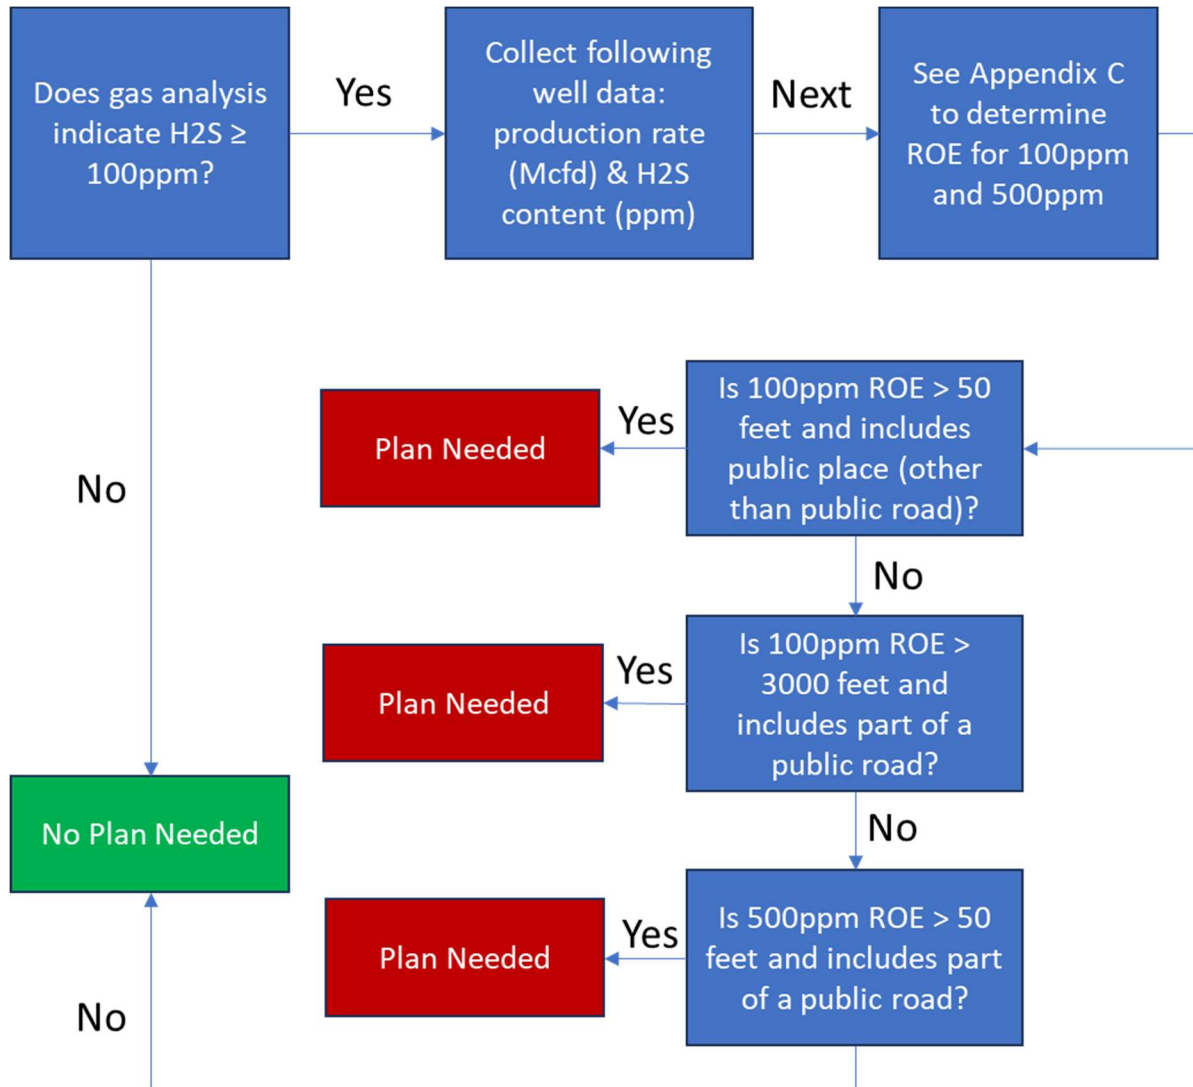 Does gas analysis
indicate H2S ≥
100ppm?
Yes
Collect following
well data:
production rate
(Mcfd) & H2S
content (ppm)
Next
See Appendix C
to determine
ROE for 100ppm
and 500ppm
No
Is 100ppm ROE > 50
feet and includes
public place (other
than public road)?
Yes
Plan Needed
No
Is 100ppm ROE >
3000 feet and
includes part of a
public road?
Yes
Plan Needed
No
Is 500ppm ROE > 50
feet and includes part
of a public road?
Yes
Plan Needed
No
No Plan Needed